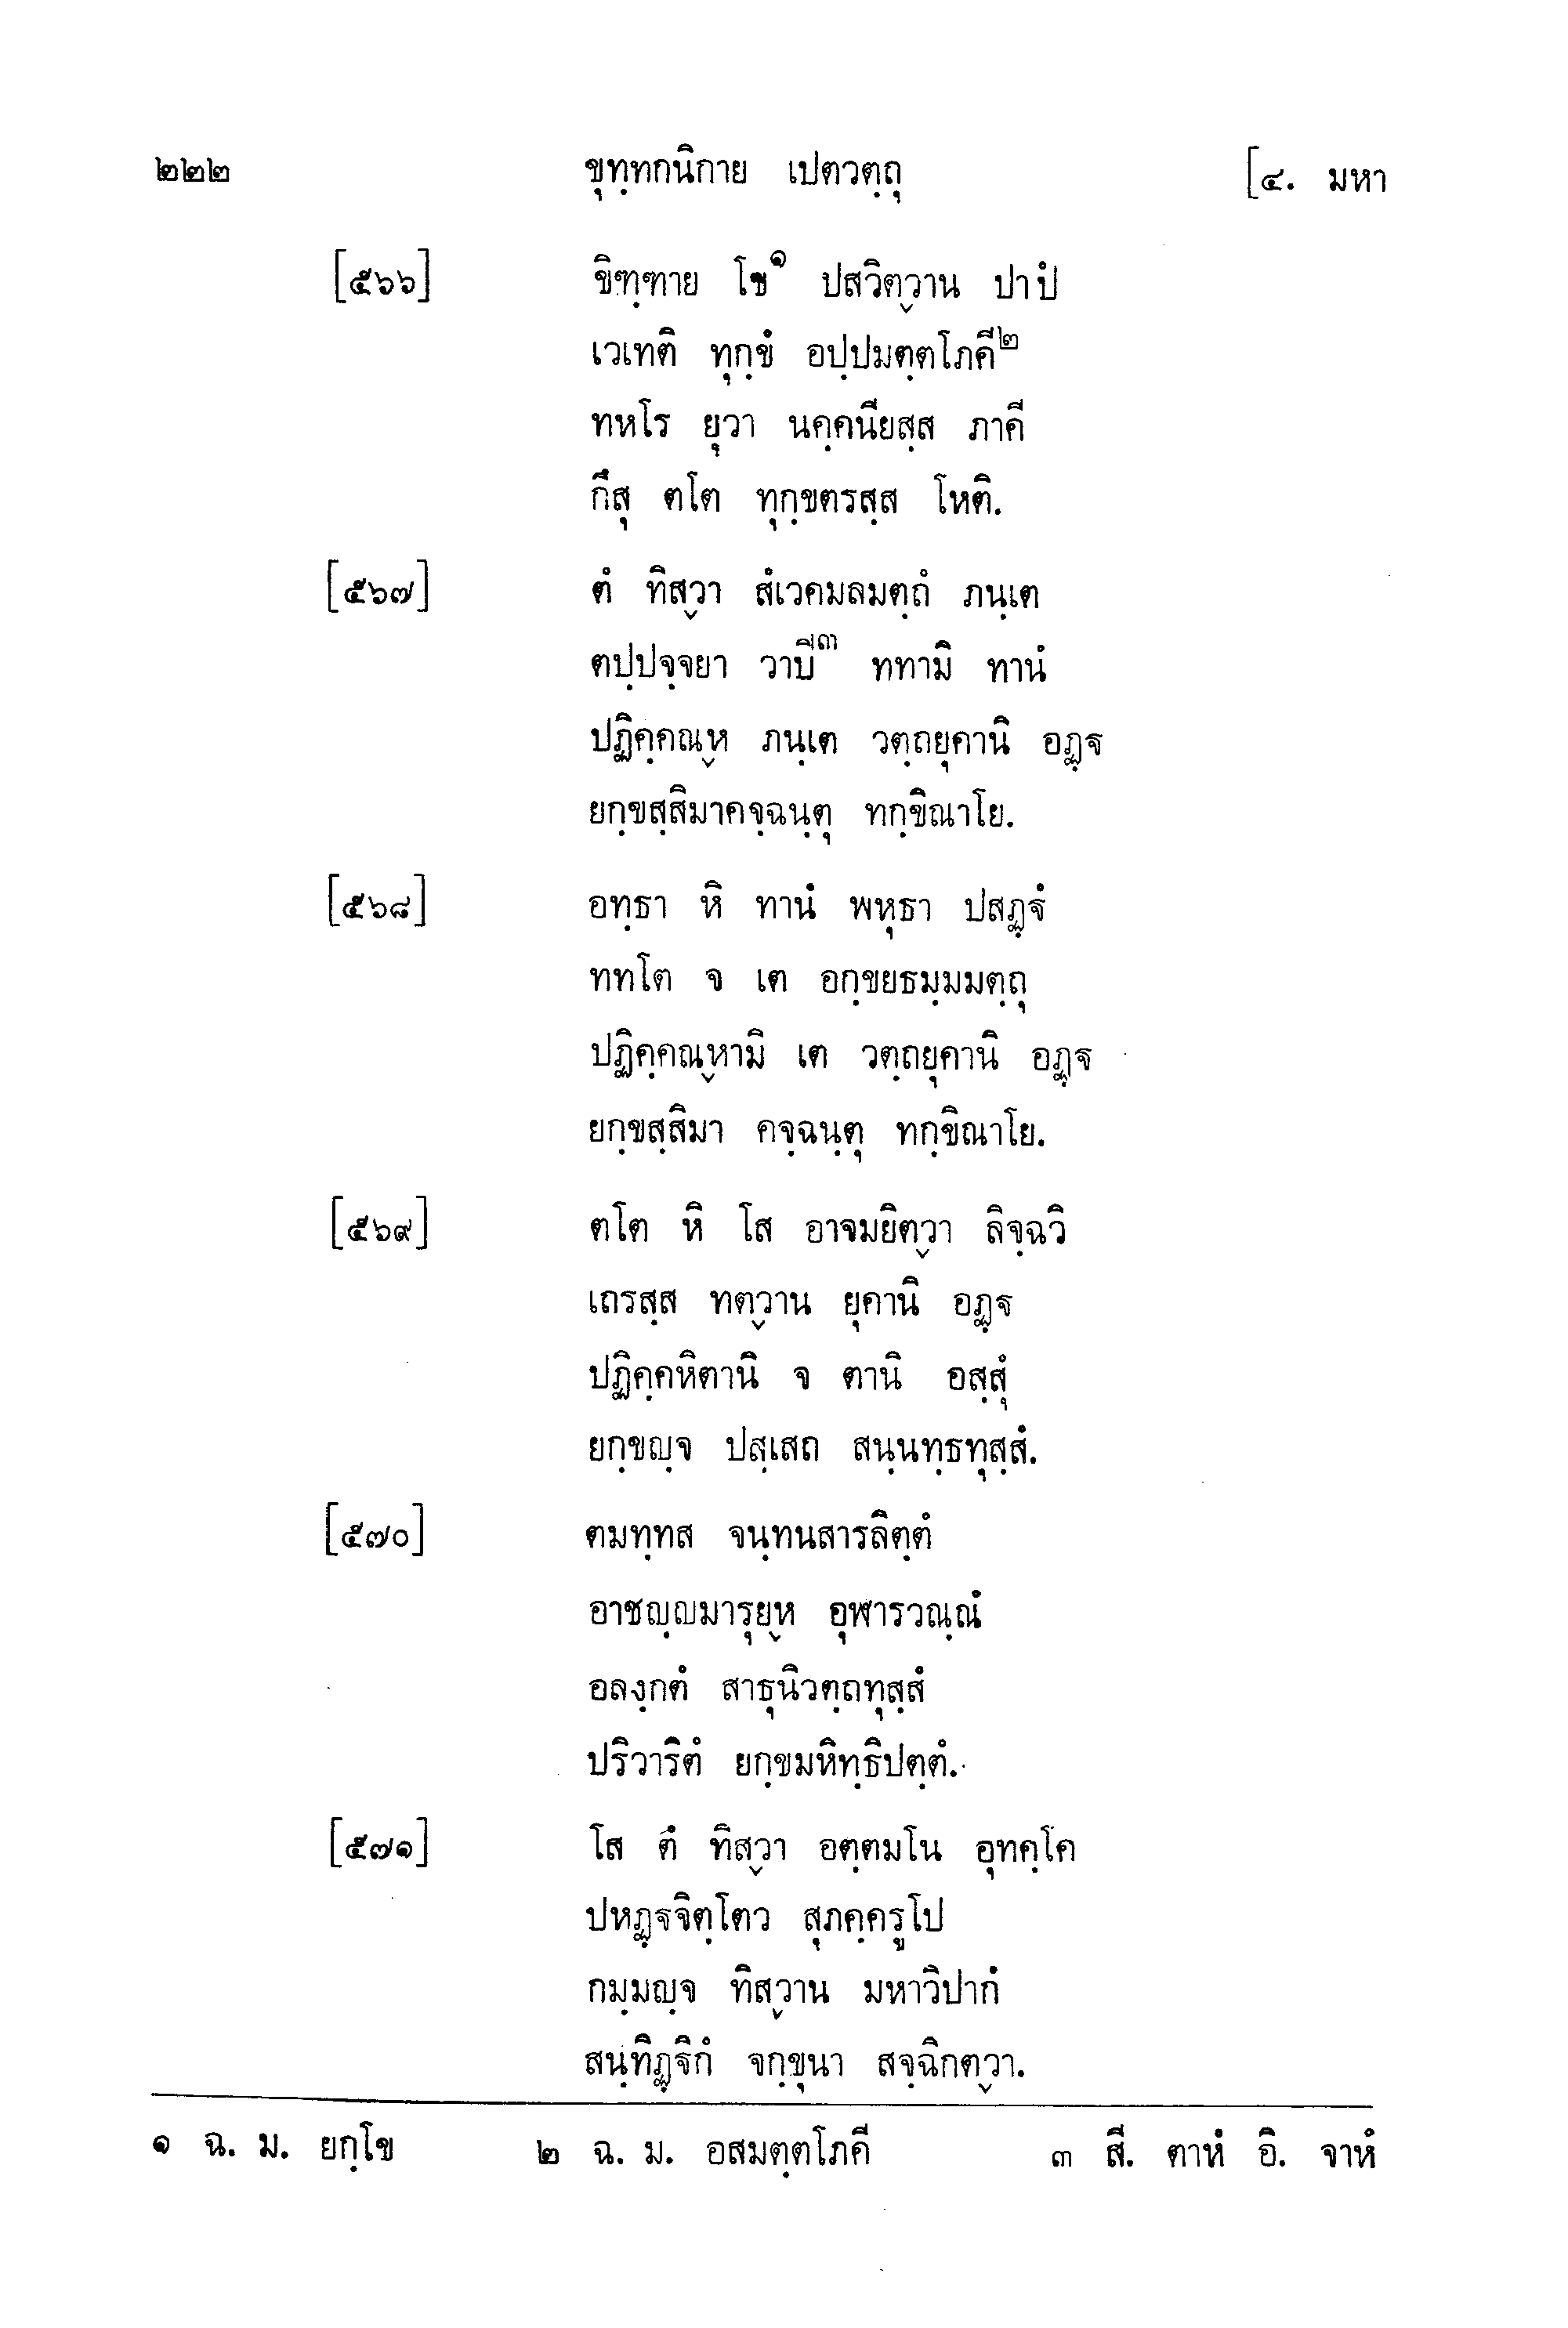 ๒๒๒ ขุทฺทกนิกาย เปตวตฺถุ [๔. มหา
[๕๖๖] ขิฑฺฑาย โข๑ ปสวิตฺวาน ปาปํ
เวเทติ ทุกฺขํ อปฺปมตฺตโภคี๒
ทหโร ยุวา นคฺคนียสฺส ภาคี
กึสุ ตโต ทุกฺขตรสฺส โหติ.
[๕๖๗] ตํ ทิสฺวา สํเวคมลมตฺถํ ภนฺเต
ตปฺปจฺจยา วาปิ๓ ททามิ ทานํ
ปฏิคฺคณฺห ภนฺเต วตฺถยุคานิ อฏฺฐ
ยกฺขสฺสิมาคจฺฉนฺตุ ทกฺขิณาโย.
[๕๖๘] อทฺธา หิ ทานํ พหุธา ปสฏฺฐํ
ททโต จ เต อกฺขยธมฺมมตฺถุ
ปฏิคฺคณฺหามิ เต วตฺถยุคานิ อฏฺฐ
ยกฺขสฺสิมา คจฺฉนฺตุ ทกฺขิณาโย.
[๕๖๙] ตโต หิ โส อาจมยิตฺวา ลิจฺฉวิ
เถรสฺส ทตฺวาน ยุคานิ อฏฺฐ
ปฏิคฺคหิตานิ จ ตานิ อสฺสุํ
ยกฺขญฺจ ปสฺเสถ สนฺนทฺธทุสฺสํ.
[๕๗๐] ตมทฺทส จนฺทนสารลิตฺตํ
อาชญฺญมารุยฺห อุฬารวณฺณํ
อลงฺกตํ สาธุนิวตฺถทุสฺสํ
ปริวาริตํ ยกฺขมหิทฺธิปตฺตํ.
[๕๗๑] โส ตํ ทิสฺวา อตฺตมโน อุทคฺโค
ปหฏฺฐจิตฺโตว สุภคฺครูโป
กมฺมญฺจ ทิสฺวาน มหาวิปากํ
สนฺทิฏฺฐิกํ จกฺขุนา สจฺฉิกตฺวา.
๑ ฉ. ม. ยกฺโข ๒ ฉ. ม. อสมตฺตโภคี ๓ สี. ตาหํ อิ. จาหํ